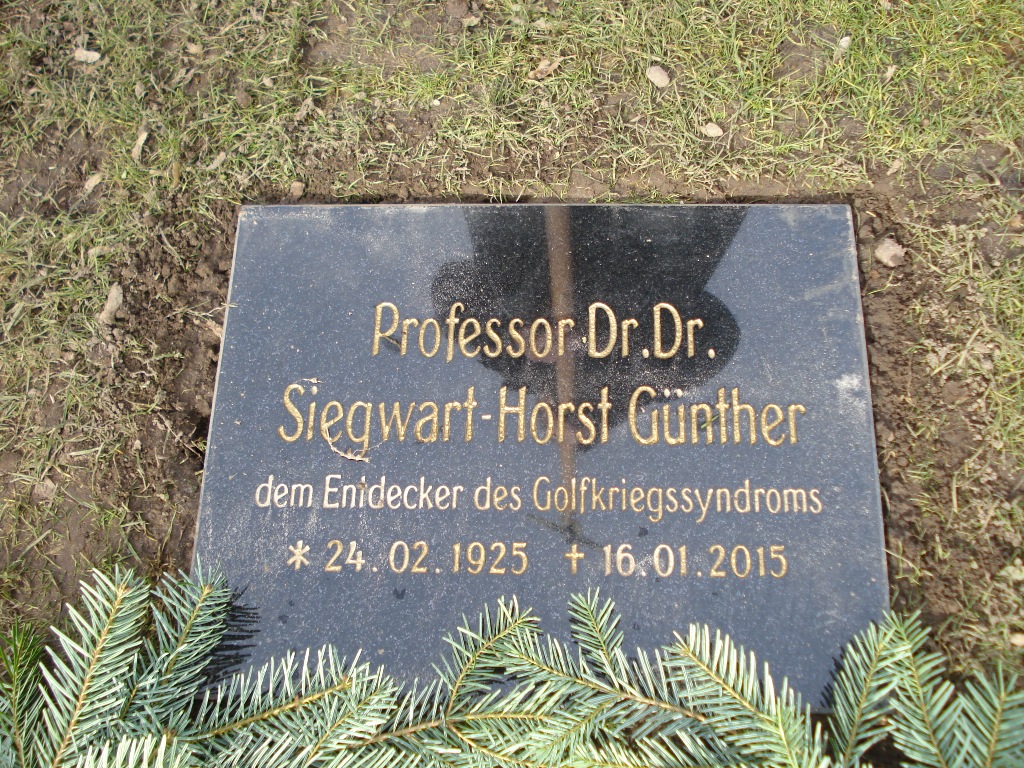 Professor Dr. Dr.
Siegwart-Horst Günther
dem Entdecker des Golfkriegssyndroms
* 24. 02. 1925 ✝ 16. 01. 2015